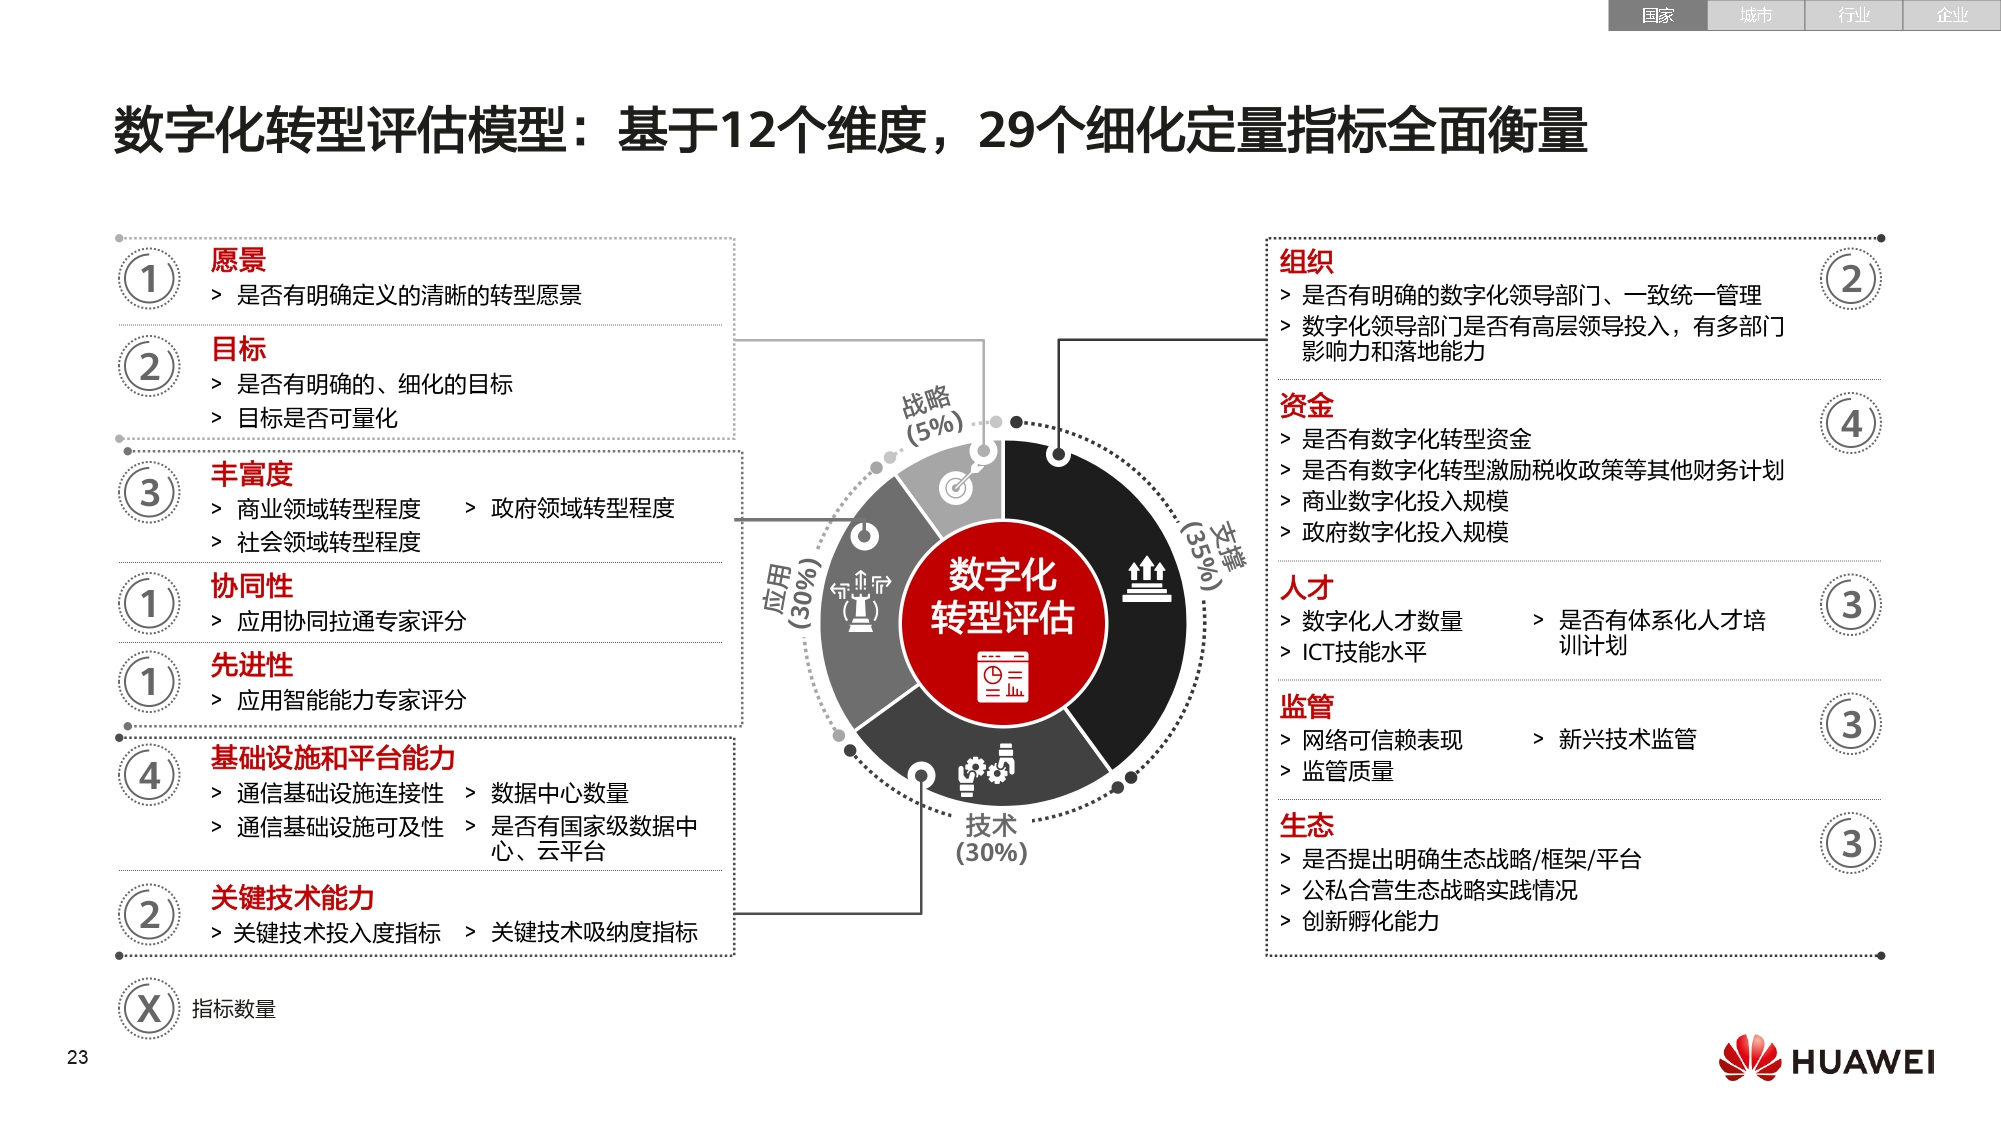 国家 城市 行业 企业
数字化转型评估模型：基于12个维度，29个细化定量指标全面衡量
1
愿景
> 是否有明确定义的清晰的转型愿景
2
目标
> 是否有明确的、细化的目标
> 目标是否可量化
3
丰富度
> 商业领域转型程度 > 政府领域转型程度
> 社会领域转型程度
1
协同性
> 应用协同拉通专家评分
1
先进性
> 应用智能能力专家评分
4
基础设施和平台能力
> 通信基础设施连接性 > 数据中心数量
> 通信基础设施可及性 > 是否有国家级数据中
心、云平台
2
关键技术能力
> 关键技术投入度指标 > 关键技术吸纳度指标
X 指标数量
战略
(5%)
应用
(30%)
支撑
(35%)
技术
(30%)
数字化
转型评估
组织
2
> 是否有明确的数字化领导部门、一致统一管理
> 数字化领导部门是否有高层领导投入，有多部门
影响力和落地能力
资金
4
> 是否有数字化转型资金
> 是否有数字化转型激励税收政策等其他财务计划
> 商业数字化投入规模
> 政府数字化投入规模
人才
3
> 数字化人才数量 > 是否有体系化人才培
训计划
> ICT技能水平
监管
3
> 网络可信赖表现 > 新兴技术监管
> 监管质量
生态
3
> 是否提出明确生态战略/框架/平台
> 公私合营生态战略实践情况
> 创新孵化能力
23
HUAWEI